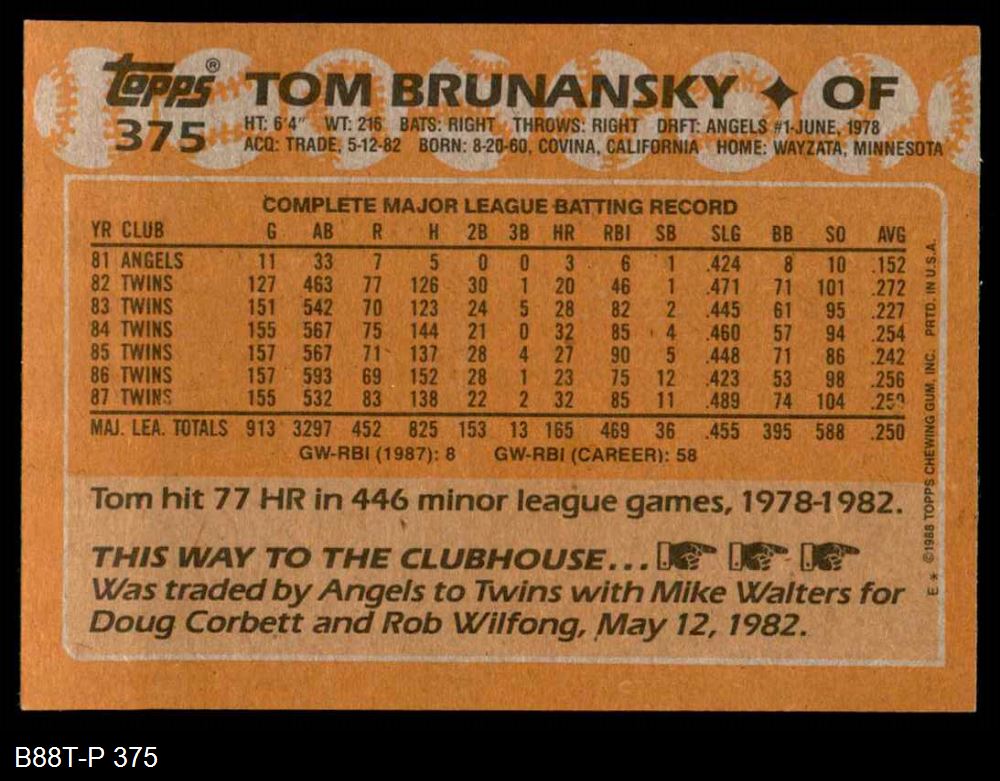 topps® TOM BRUNANSKY ✦ OF
375 HT: 6'4" WT: 216 BATS: RIGHT THROWS: RIGHT DRFT: ANGELS #1-JUNE, 1978
ACQ: TRADE, 5-12-82 BORN: 8-20-60, COVINA, CALIFORNIA HOME: WAYZATA, MINNESOTA
COMPLETE MAJOR LEAGUE BATTING RECORD
YR CLUB G AB R H 2B 3B HR RBI SB SLG BB SO AVG
81 ANGELS 11 33 7 5 0 0 3 6 1 .424 8 10 .152
82 TWINS 127 463 77 126 30 1 20 46 1 .471 71 101 .272
83 TWINS 151 542 70 123 24 5 28 82 2 .445 61 95 .227
84 TWINS 155 567 75 144 21 0 32 85 4 .460 57 94 .254
85 TWINS 157 567 71 137 28 4 27 90 5 .448 71 86 .242
86 TWINS 157 593 69 152 28 1 23 75 12 .423 53 98 .256
87 TWINS 155 532 83 138 22 2 32 85 11 .489 74 104
MAJ. LEA. TOTALS 913 3297 452 825 153 13 165 469 36 .455 395 588 .250
GW-RBI (1987): 8 GW-RBI (CAREER): 58
Tom hit 77 HR in 446 minor league games, 1978-1982.
THIS WAY TO THE CLUBHOUSE...
Was traded by Angels to Twins with Mike Walters for
Doug Corbett and Rob Wilfong, May 12, 1982.
E* ©1988 TOPPS CHEWING GUM, INC. PRTD. IN U.S.A.
B88T-P 375